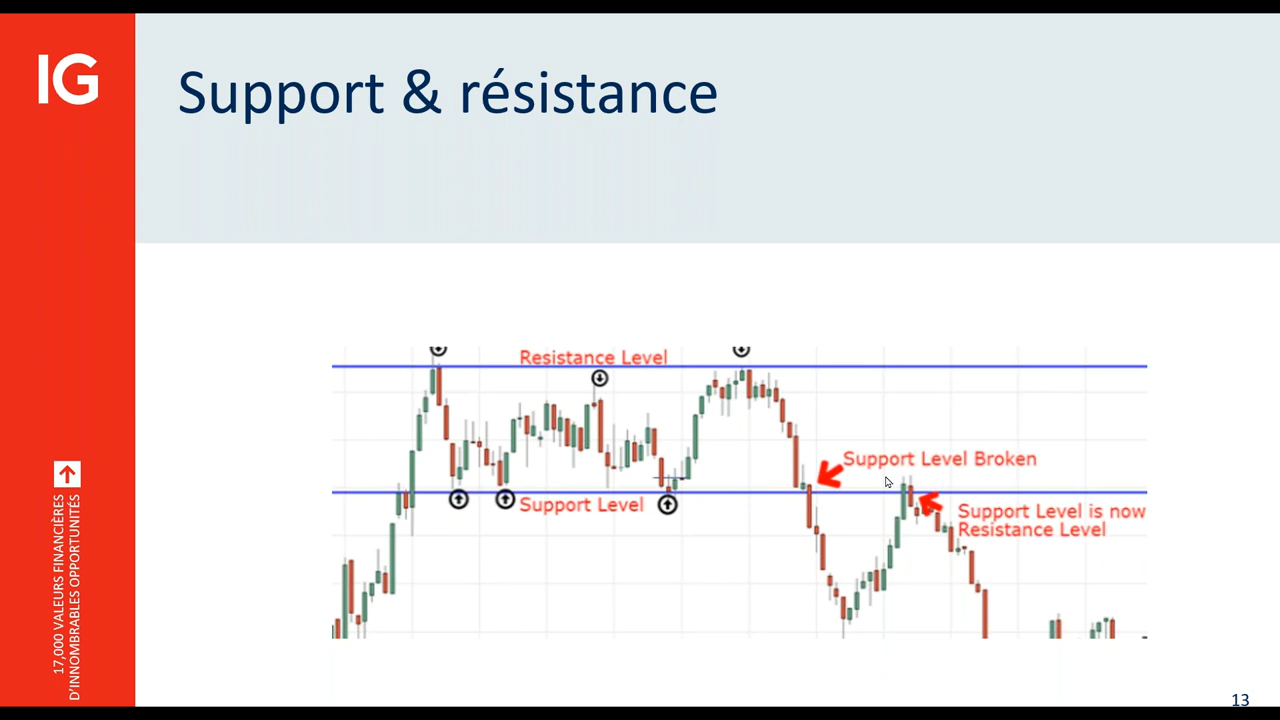 IG
Support & résistance
Resistance Level
Support Level Broken
Support Level
Support Level is now
Resistance Level
17,000 VALEURS FINANCIÈRES
D'INNOMBRABLES OPPORTUNITÉS
13